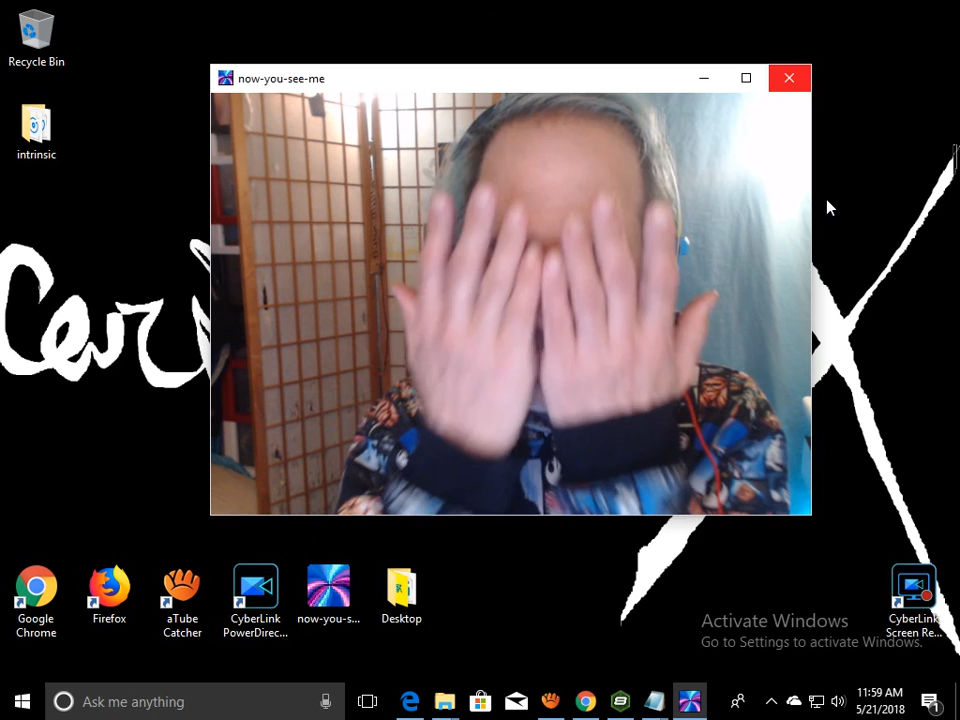 Recycle Bin
intrinsic
now-you-see-me
Google
Chrome
Firefox
aTube
Catcher
CyberLink
PowerDirec...
now-you-s...
Desktop
CyberLink
Screen Re...
Activate Windows
Go to Settings to activate Windows.
Ask me anything
11:59 AM
5/21/2018
1